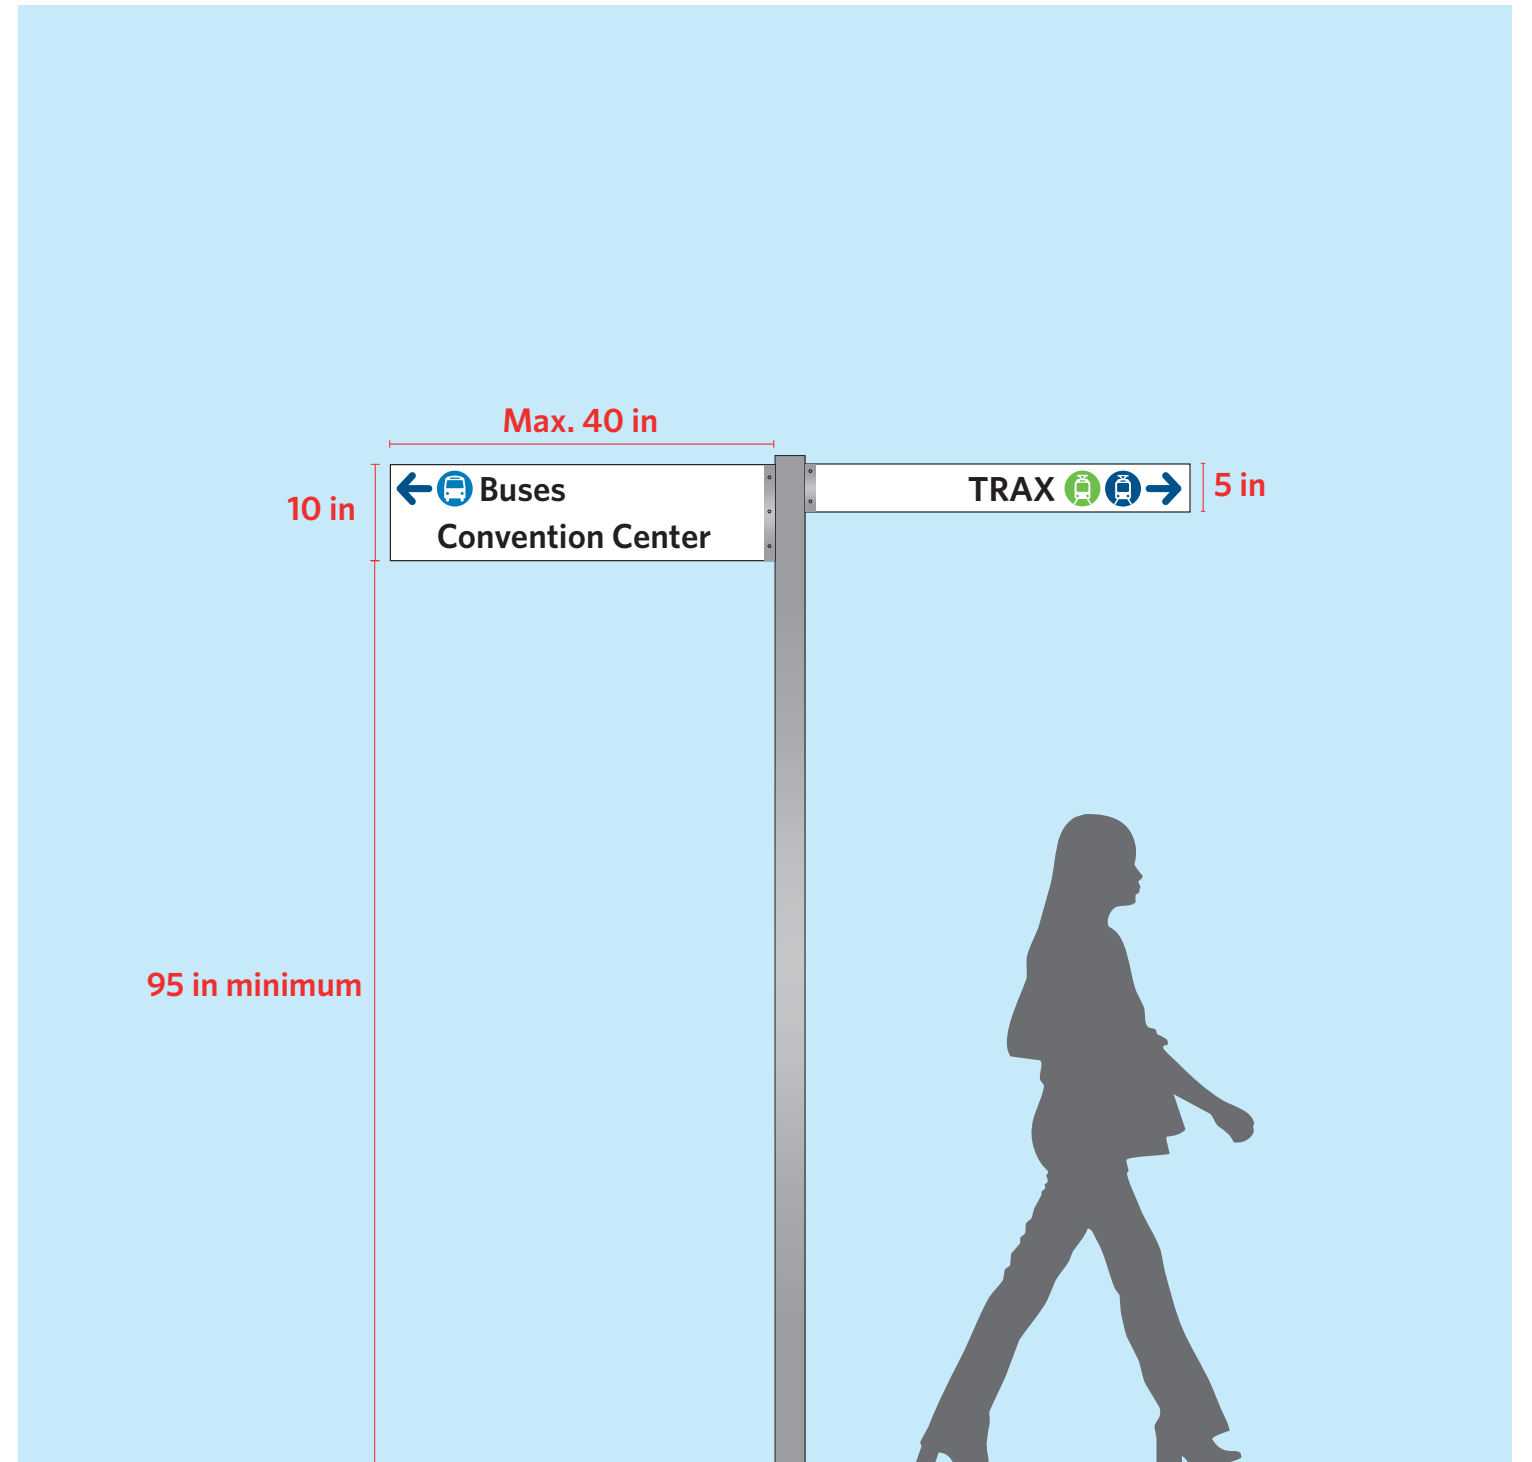 Max. 40 in
10 in
Buses
Convention Center
TRAX
5 in
95 in minimum